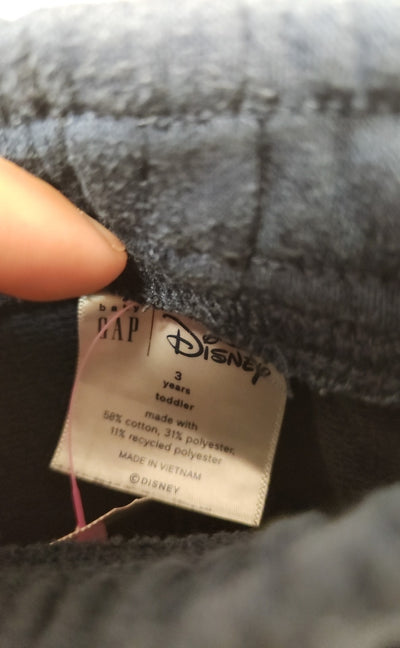 baby
GAP
Disney
3
years
toddler
made with
58% cotton, 31% polyester,
11% recycled polyester
MADE IN VIETNAM
©DISNEY